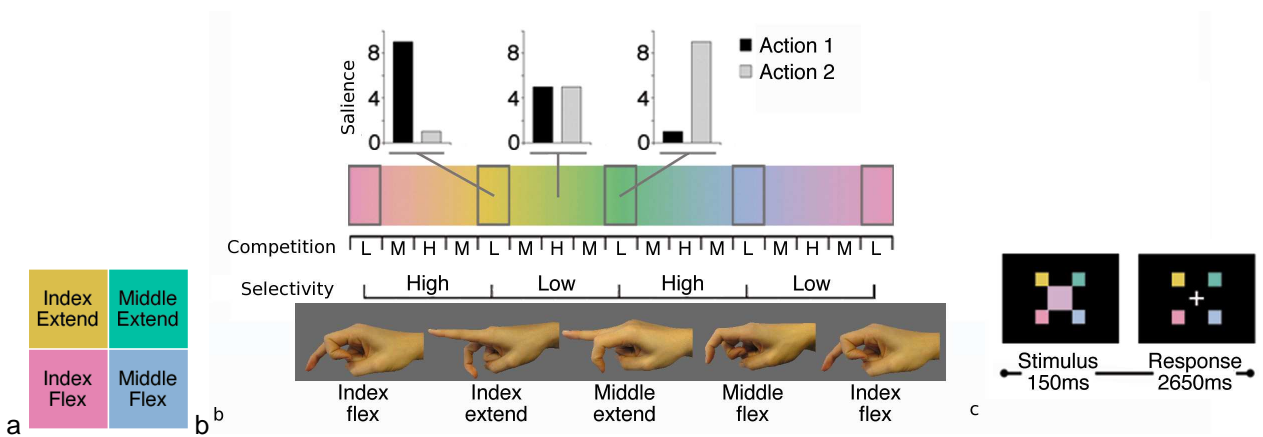 Index
Extend
Middle
Extend
Index
Flex
Middle
Flex
a
b
b
Salience
8
4
0
8
4
0
8
4
0
Action 1
Action 2
Competition
L M H M L M H M L M H M L M H M L
Selectivity
High Low High Low
Index
flex
Index
extend
Middle
extend
Middle
flex
Index
flex
c
Stimulus
150ms
Response
2650ms